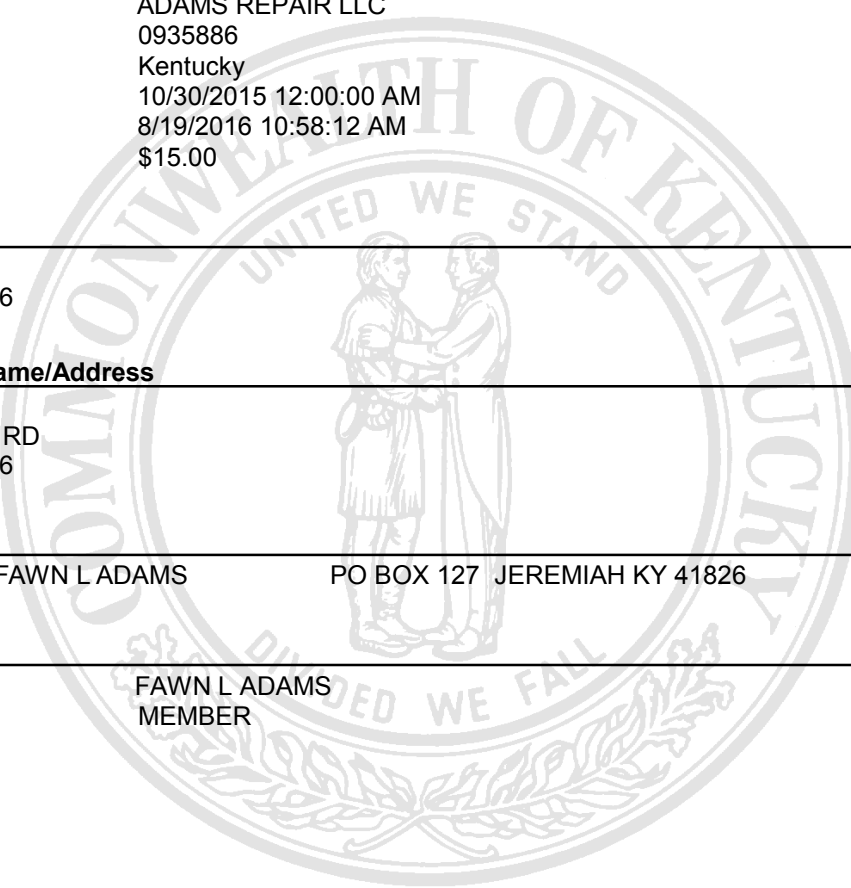 ADAMS REPAIR LLC
0935886
Kentucky
10/30/2015 12:00:00 AM
8/19/2016 10:58:12 AM
$15.00
6
ame/Address
RD
6
FAWN L ADAMS PO BOX 127 JEREMIAH KY 41826
FAWN L ADAMS
MEMBER
COMMONWEALTH OF KENTUCKY
UNITED WE STAND
DIVIDED WE FALL